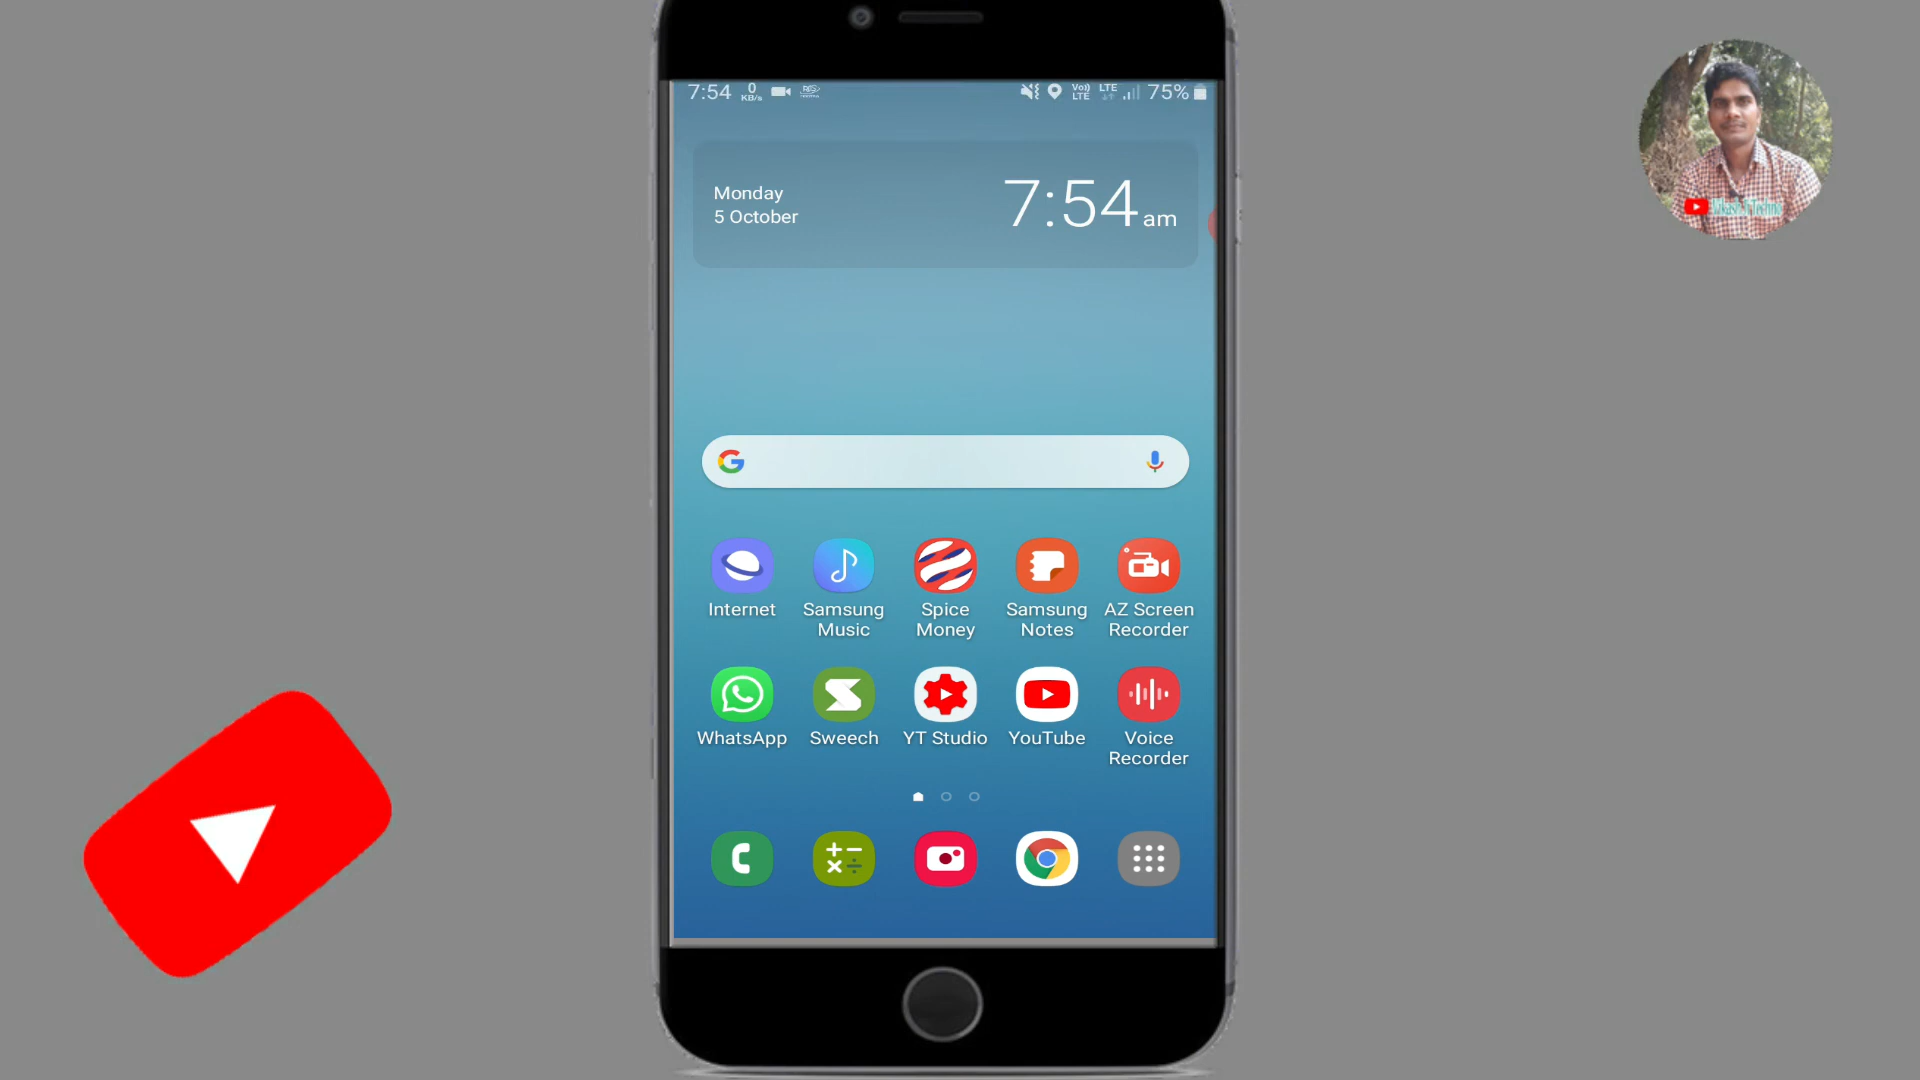 7:54 0 KB/s Vo)) LTE LTE 75%
Monday
5 October
7:54 am
Internet
Samsung Music
Spice Money
Samsung Notes
AZ Screen Recorder
WhatsApp
Sweech
YT Studio
YouTube
Voice Recorder